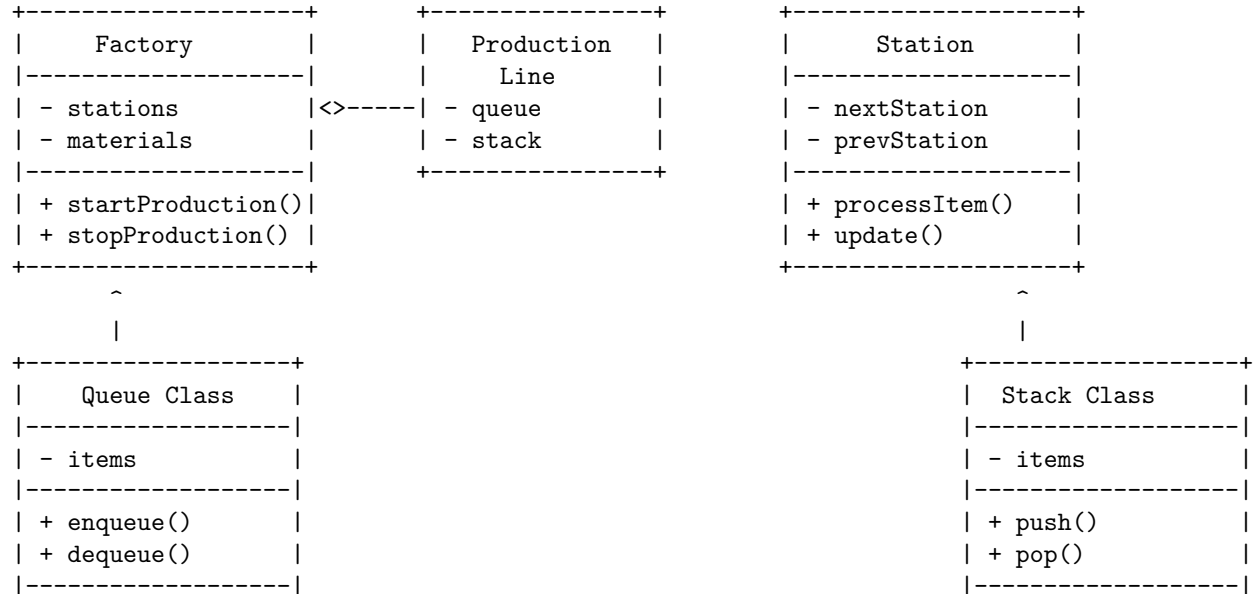 +--------------------+       +----------------+        +--------------------+
|     Factory        |       |   Production   |        |      Station       |
|--------------------|       |     Line       |        |--------------------|
| - stations         |<>-----| - queue        |        | - nextStation      |
| - materials        |       | - stack        |        | - prevStation      |
|--------------------|       +----------------+        |--------------------|
| + startProduction()|                                 | + processItem()    |
| + stopProduction() |                                 | + update()         |
+--------------------+                                 +--------------------+
       ^                                                                ^
       |                                                                |
+-------------------+                                               +-------------------+
|    Queue Class    |                                               |  Stack Class      |
|-------------------|                                               |-------------------|
| - items           |                                               | - items           |
|-------------------|                                               |-------------------|
| + enqueue()       |                                               | + push()          |
| + dequeue()       |                                               | + pop()           |
|-------------------|                                               |-------------------|